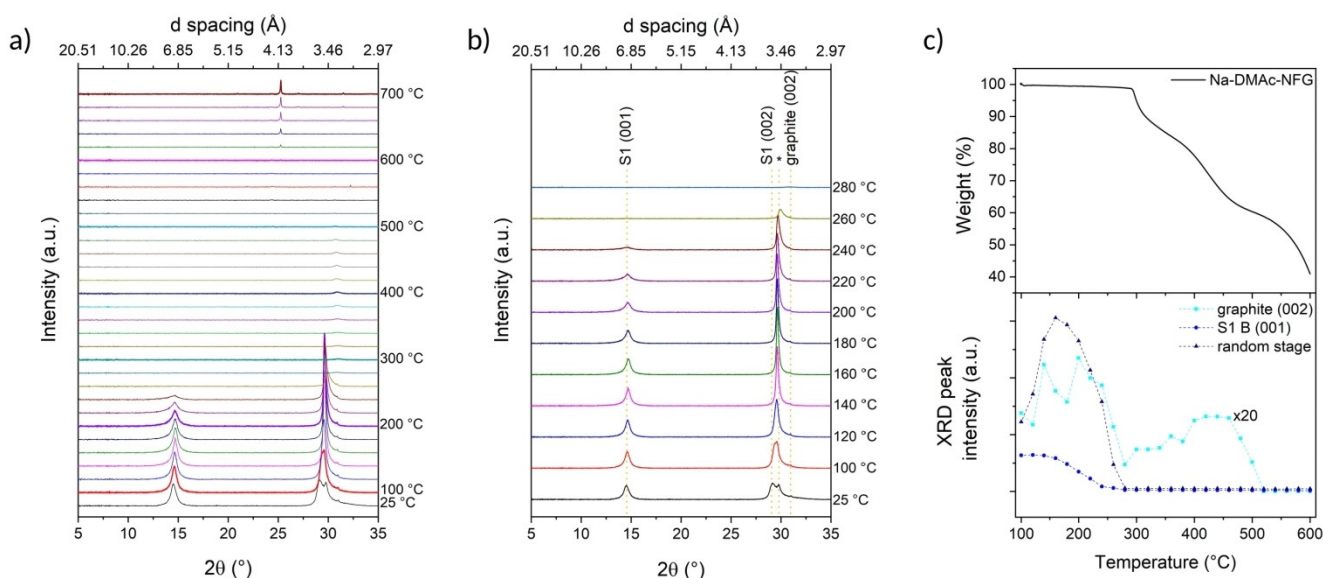 a)
d spacing (Å)
20.51 10.26 6.85 5.15 4.13 3.46 2.97
Intensity (a.u.)
700 °C
600 °C
500 °C
400 °C
300 °C
200 °C
100 °C
25 °C
5 10 15 20 25 30 35
2θ (°)
b)
d spacing (Å)
20.51 10.26 6.85 5.15 4.13 3.46 2.97
Intensity (a.u.)
S1 (001)
S1 (002)
*
graphite (002)
280 °C
260 °C
240 °C
220 °C
200 °C
180 °C
160 °C
140 °C
120 °C
100 °C
25 °C
5 10 15 20 25 30 35
2θ (°)
c)
Na-DMAc-NFG
Weight (%)
100
90
80
70
60
50
40
graphite (002)
S1 B (001)
random stage
x20
XRD peak
intensity (a.u.)
100 200 300 400 500 600
Temperature (°C)